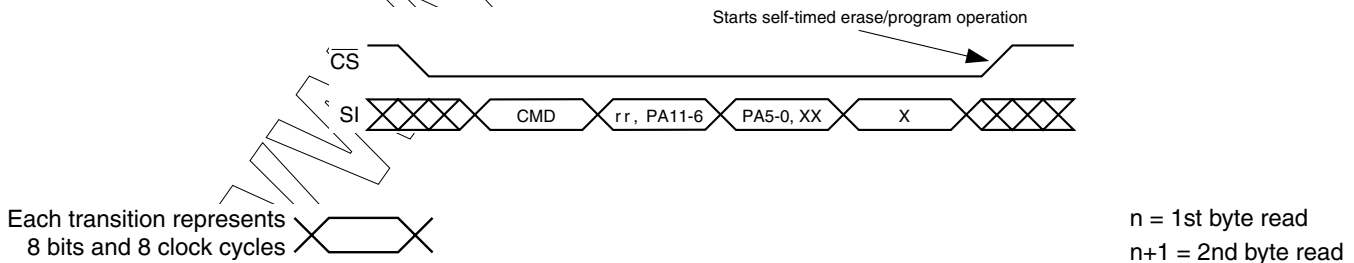 Starts self-timed erase/program operation
CS
SI CMD rr, PA11-6 PA5-0, XX X
Each transition represents
8 bits and 8 clock cycles
n = 1st byte read
n+1 = 2nd byte read